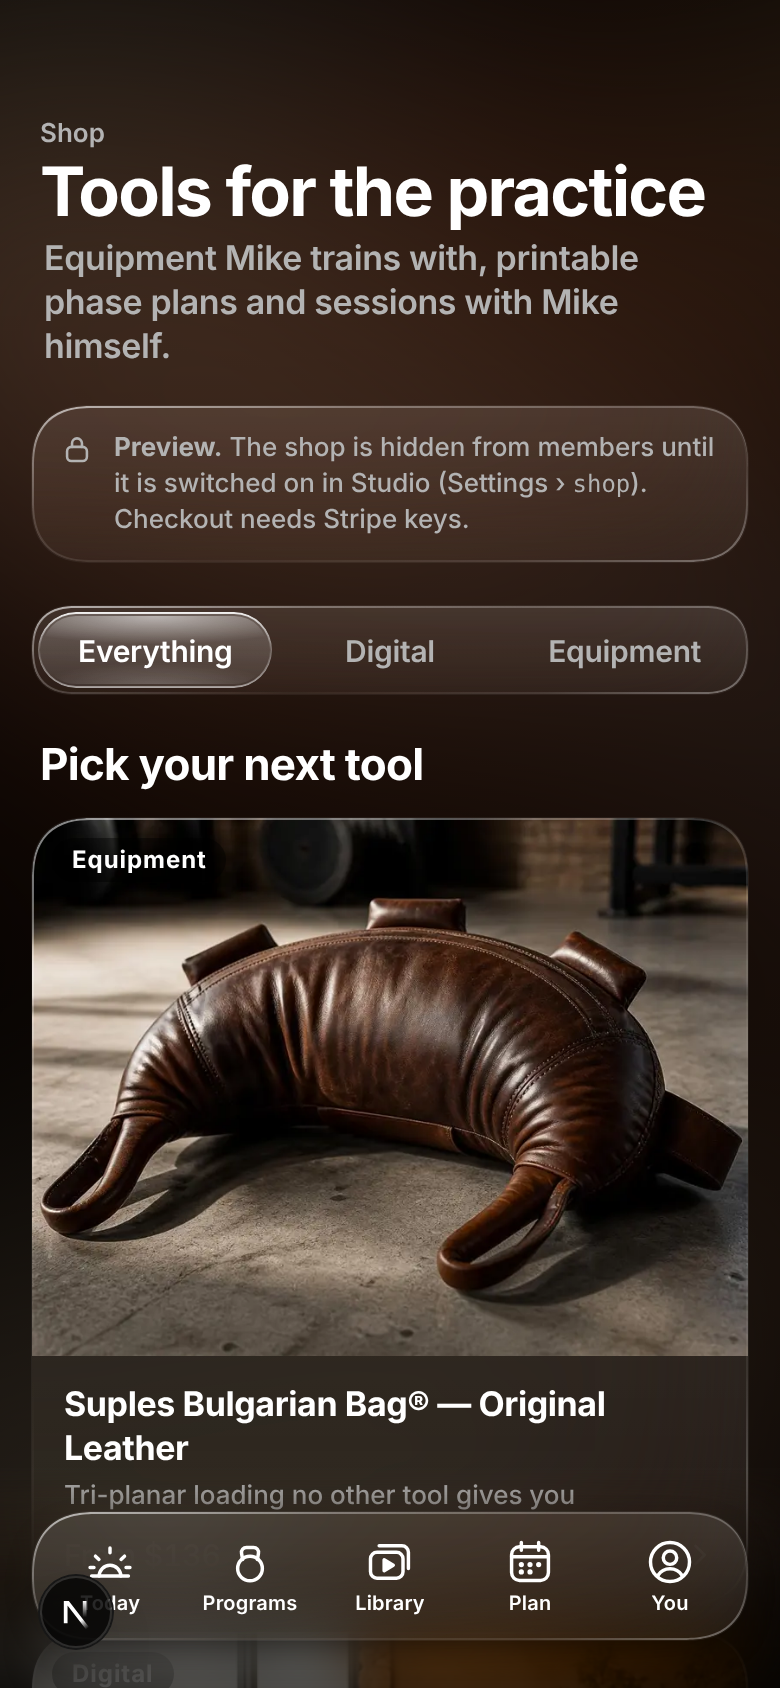 Shop
Tools for the practice
Equipment Mike trains with, printable
phase plans and sessions with Mike
himself.
Preview. The shop is hidden from members until
it is switched on in Studio (Settings › shop).
Checkout needs Stripe keys.
Everything
Digital
Equipment
Pick your next tool
Equipment
Suples Bulgarian Bag® — Original
Leather
Tri-planar loading no other tool gives you
Today
Programs
Library
Plan
You
N
Digital